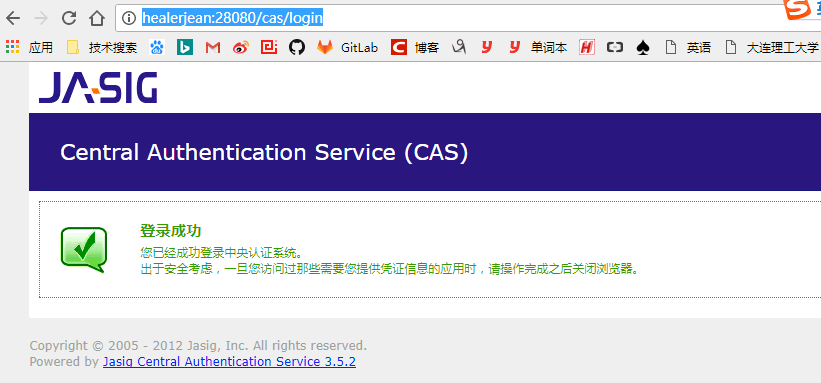 healerjean:28080/cas/login
应用 技术搜索 GitLab 博客 单词本 英语 大连理工大学
JASIG
Central Authentication Service (CAS)
登录成功
您已经成功登录中央认证系统。
出于安全考虑，一旦您访问过那些需要您提供凭证信息的应用时，请操作完成之后关闭浏览器。
Copyright © 2005 - 2012 Jasig, Inc. All rights reserved.
Powered by Jasig Central Authentication Service 3.5.2